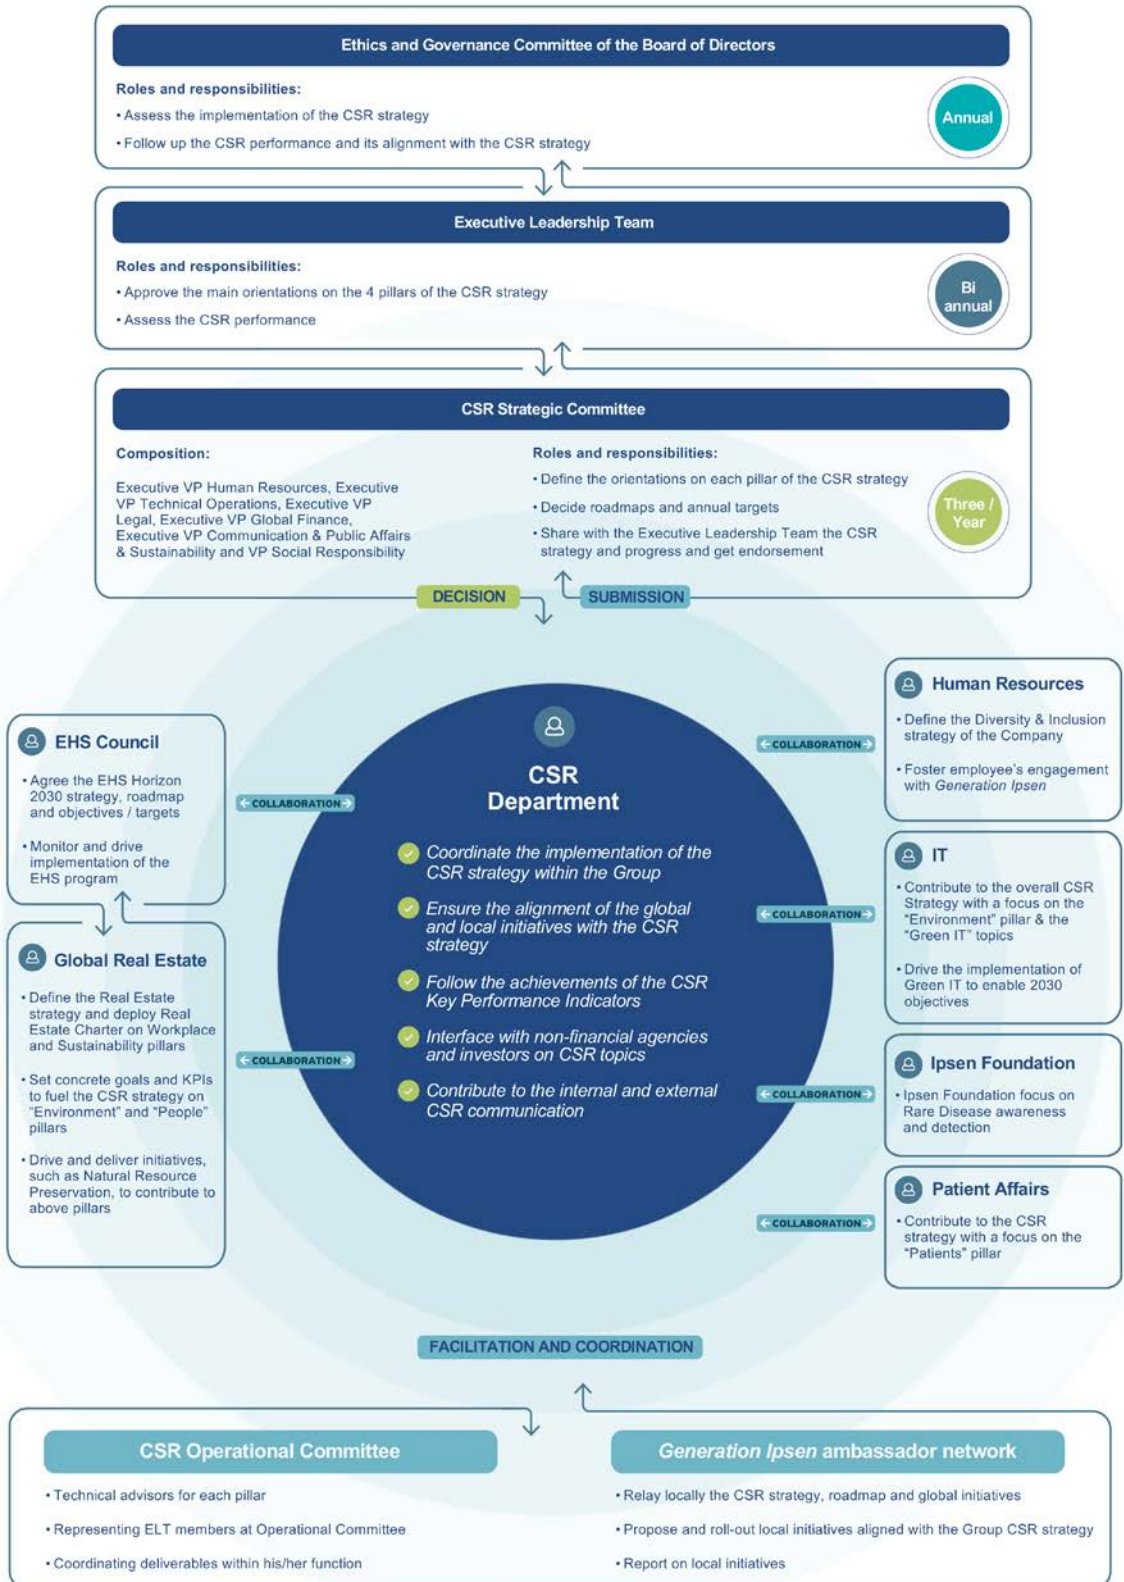 Ethics and Governance Committee of the Board of Directors
Roles and responsibilities:
• Assess the implementation of the CSR strategy
• Follow up the CSR performance and its alignment with the CSR strategy
Annual
Executive Leadership Team
Roles and responsibilities:
• Approve the main orientations on the 4 pillars of the CSR strategy
• Assess the CSR performance
Bi
annual
CSR Strategic Committee
Composition:
Executive VP Human Resources, Executive
VP Technical Operations, Executive VP
Legal, Executive VP Global Finance,
Executive VP Communication & Public Affairs
& Sustainability and VP Social Responsibility
Roles and responsibilities:
• Define the orientations on each pillar of the CSR strategy
• Decide roadmaps and annual targets
• Share with the Executive Leadership Team the CSR
strategy and progress and get endorsement
Three /
Year
DECISION
SUBMISSION
EHS Council
• Agree the EHS Horizon
2030 strategy, roadmap
and objectives / targets
• Monitor and drive
implementation of the
EHS program
COLLABORATION
Global Real Estate
• Define the Real Estate
strategy and deploy Real
Estate Charter on Workplace
and Sustainability pillars
• Set concrete goals and KPIs
to fuel the CSR strategy on
"Environment" and "People"
pillars
• Drive and deliver initiatives,
such as Natural Resource
Preservation, to contribute to
above pillars
COLLABORATION
CSR
Department
Coordinate the implementation of the
CSR strategy within the Group
Ensure the alignment of the global
and local initiatives with the CSR
strategy
Follow the achievements of the CSR
Key Performance Indicators
Interface with non-financial agencies
and investors on CSR topics
Contribute to the internal and external
CSR communication
COLLABORATION
Human Resources
• Define the Diversity & Inclusion
strategy of the Company
• Foster employee's engagement
with Generation Ipsen
COLLABORATION
IT
• Contribute to the overall CSR
Strategy with a focus on the
"Environment" pillar & the
"Green IT" topics
• Drive the implementation of
Green IT to enable 2030
objectives
COLLABORATION
Ipsen Foundation
• Ipsen Foundation focus on
Rare Disease awareness
and detection
COLLABORATION
Patient Affairs
• Contribute to the CSR
strategy with a focus on the
"Patients" pillar
FACILITATION AND COORDINATION
CSR Operational Committee
• Technical advisors for each pillar
• Representing ELT members at Operational Committee
• Coordinating deliverables within his/her function
Generation Ipsen ambassador network
• Relay locally the CSR strategy, roadmap and global initiatives
• Propose and roll-out local initiatives aligned with the Group CSR strategy
• Report on local initiatives